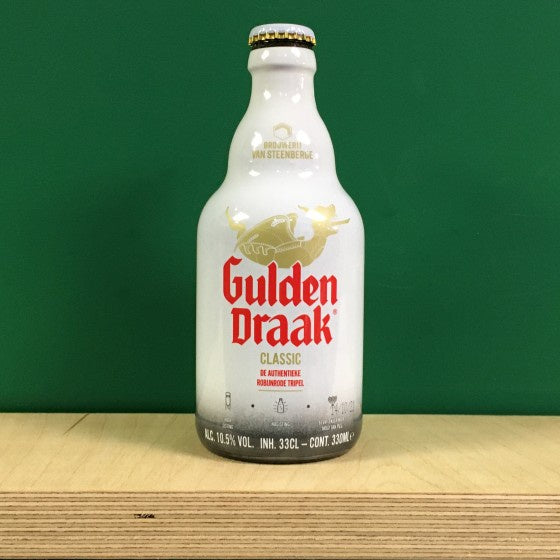 BROUWERIJ
VAN STEENBERGE
Gulden
Draak®
CLASSIC
DE AUTHENTIEKE
ROBIJNRODE TRIPEL
ALC. 10.5% VOL. INH. 33CL – CONT. 330ML e